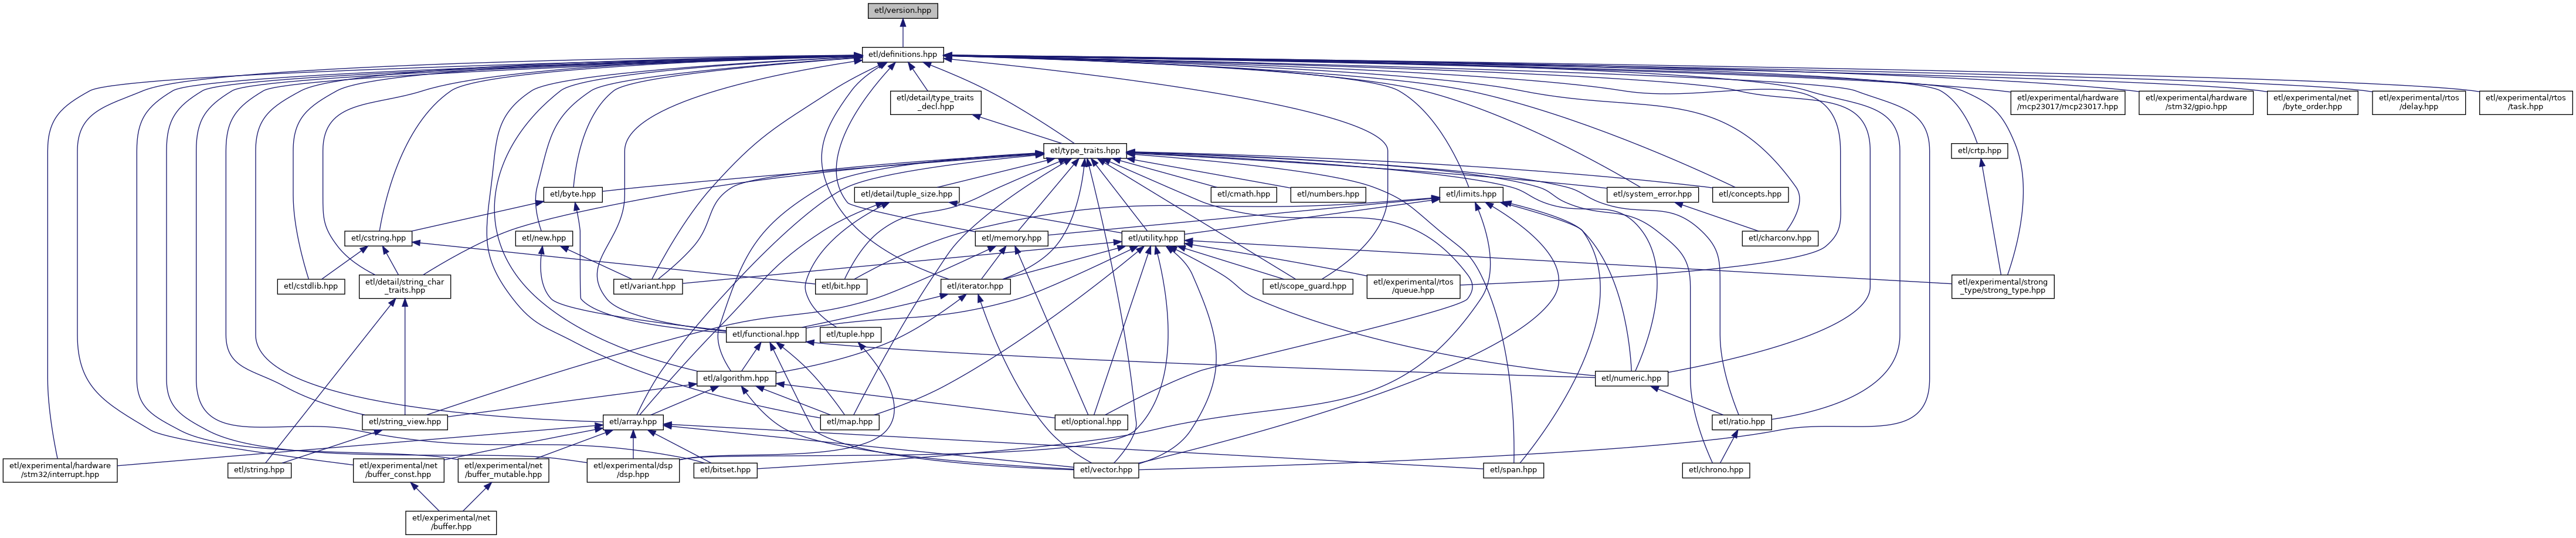 etl/version.hpp
etl/definitions.hpp
etl/detail/type_traits
_decl.hpp
etl/experimental/hardware
/mcp23017/mcp23017.hpp
etl/experimental/hardware
/stm32/gpio.hpp
etl/experimental/net
/byte_order.hpp
etl/experimental/rtos
/delay.hpp
etl/experimental/rtos
/task.hpp
etl/type_traits.hpp
etl/crtp.hpp
etl/byte.hpp
etl/detail/tuple_size.hpp
etl/cmath.hpp
etl/numbers.hpp
etl/limits.hpp
etl/system_error.hpp
etl/concepts.hpp
etl/cstring.hpp
etl/new.hpp
etl/memory.hpp
etl/utility.hpp
etl/charconv.hpp
etl/cstdlib.hpp
etl/detail/string_char
_traits.hpp
etl/variant.hpp
etl/bit.hpp
etl/iterator.hpp
etl/scope_guard.hpp
etl/experimental/rtos
/queue.hpp
etl/experimental/strong
_type/strong_type.hpp
etl/functional.hpp
etl/tuple.hpp
etl/algorithm.hpp
etl/numeric.hpp
etl/string_view.hpp
etl/array.hpp
etl/map.hpp
etl/optional.hpp
etl/ratio.hpp
etl/experimental/hardware
/stm32/interrupt.hpp
etl/string.hpp
etl/experimental/net
/buffer_const.hpp
etl/experimental/net
/buffer_mutable.hpp
etl/experimental/dsp
/dsp.hpp
etl/bitset.hpp
etl/vector.hpp
etl/span.hpp
etl/chrono.hpp
etl/experimental/net
/buffer.hpp